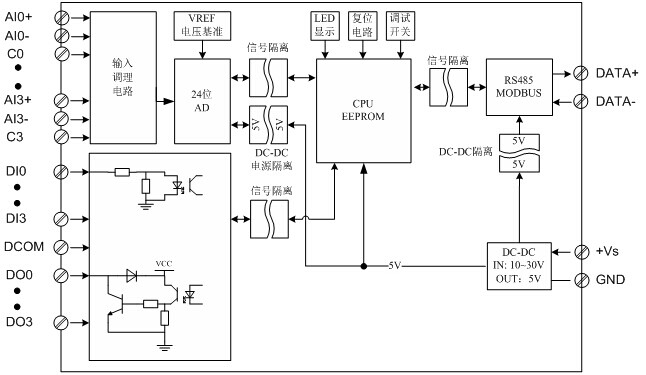 AI0+
AI0-
C0
AI3+
AI3-
C3
DI0
DI3
DCOM
DO0
DO3
输入
调理
电路
VREF
电压基准
24位
AD
信号隔离
5V
5V
DC-DC
电源隔离
信号隔离
LED
显示
复位
电路
调试
开关
CPU
EEPROM
信号隔离
RS485
MODBUS
DATA+
DATA-
5V
DC-DC隔离
5V
DC-DC
IN: 10~30V
OUT: 5V
+Vs
GND
5V
VCC